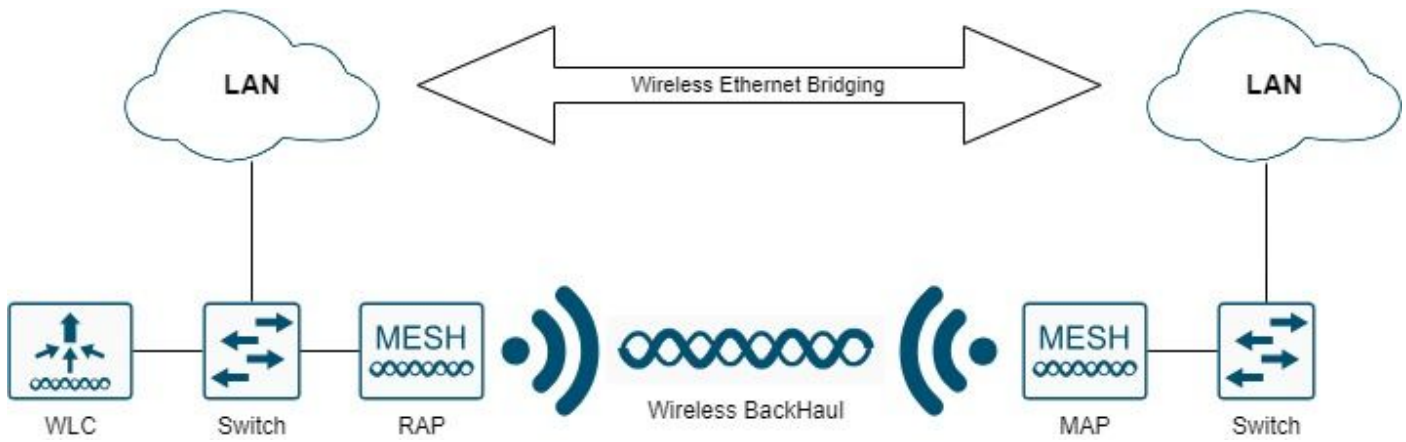 LAN
Wireless Ethernet Bridging
LAN
MESH
MESH
WLC
Switch
RAP
Wireless BackHaul
MAP
Switch